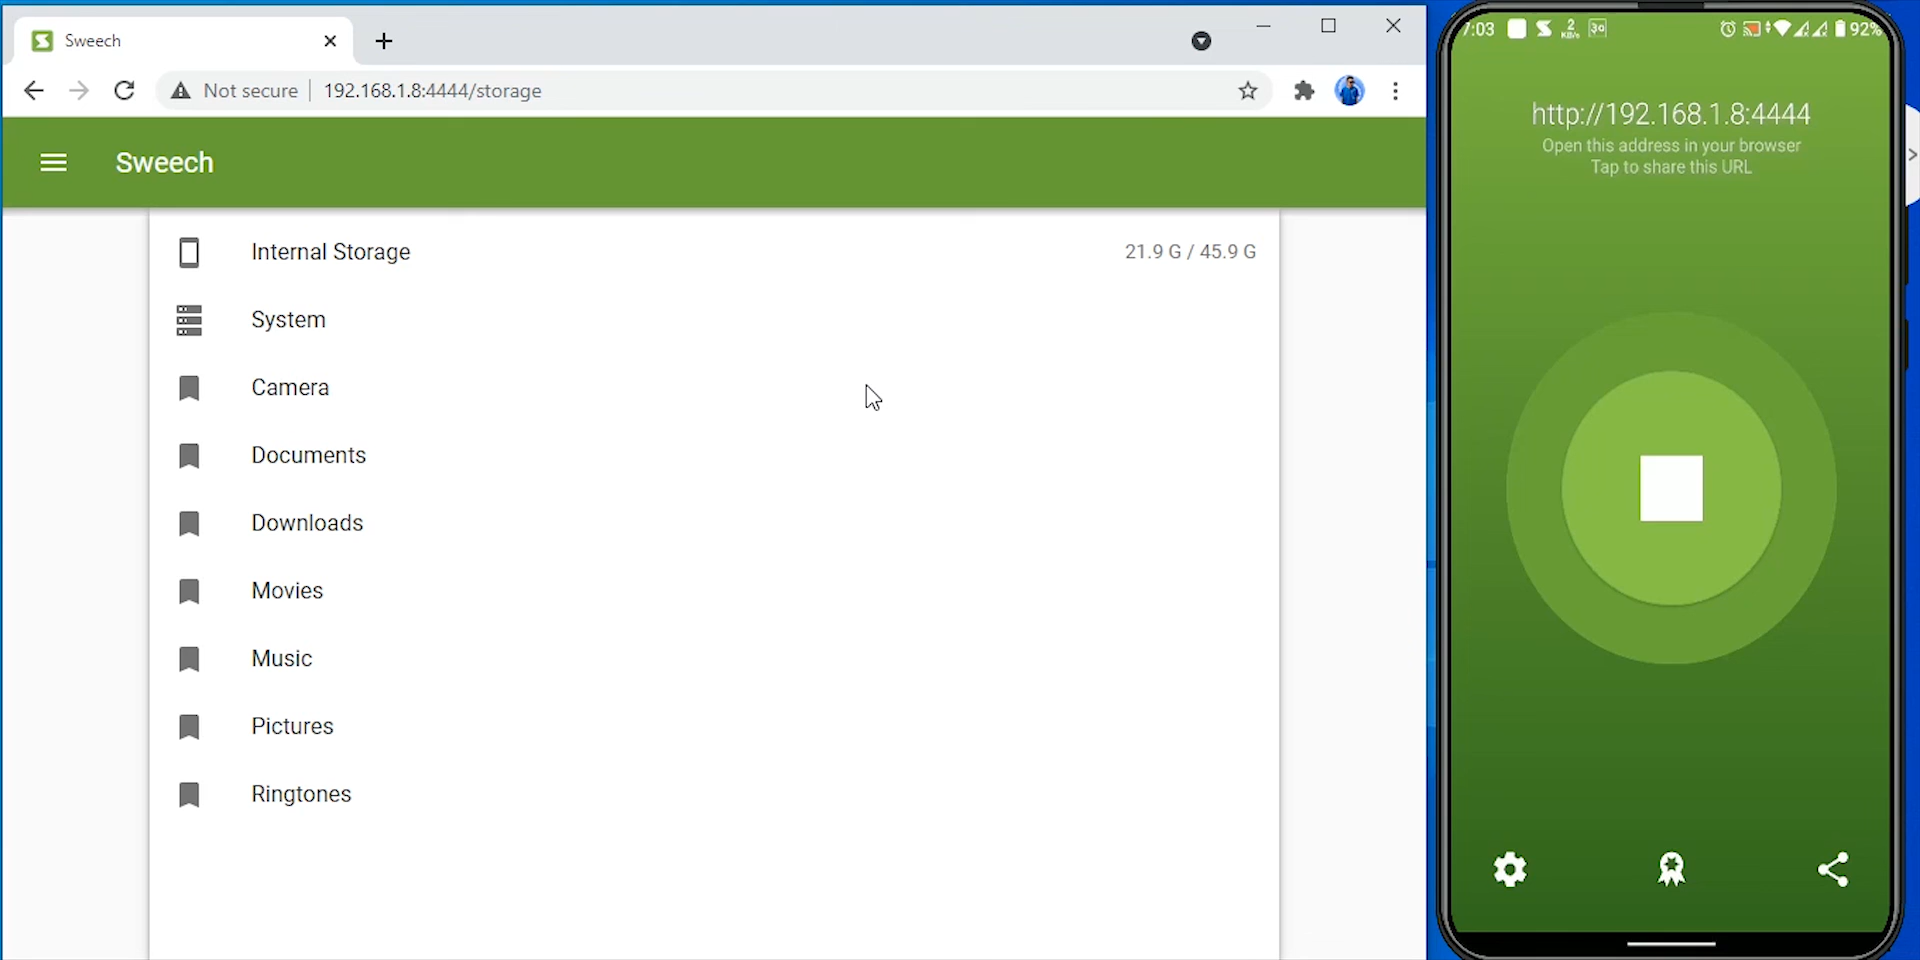 Sweech
Not secure
192.168.1.8:4444/storage
Sweech
Internal Storage
21.9 G / 45.9 G
System
Camera
Documents
Downloads
Movies
Music
Pictures
Ringtones
7:03
2
KB/s
92%
http://192.168.1.8:4444
Open this address in your browser
Tap to share this URL